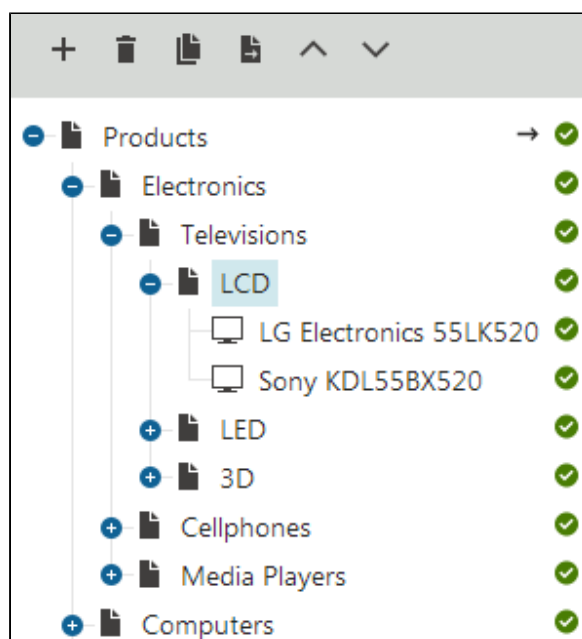 Products
Electronics
Televisions
LCD
LG Electronics 55LK520
Sony KDL55BX520
LED
3D
Cellphones
Media Players
Computers